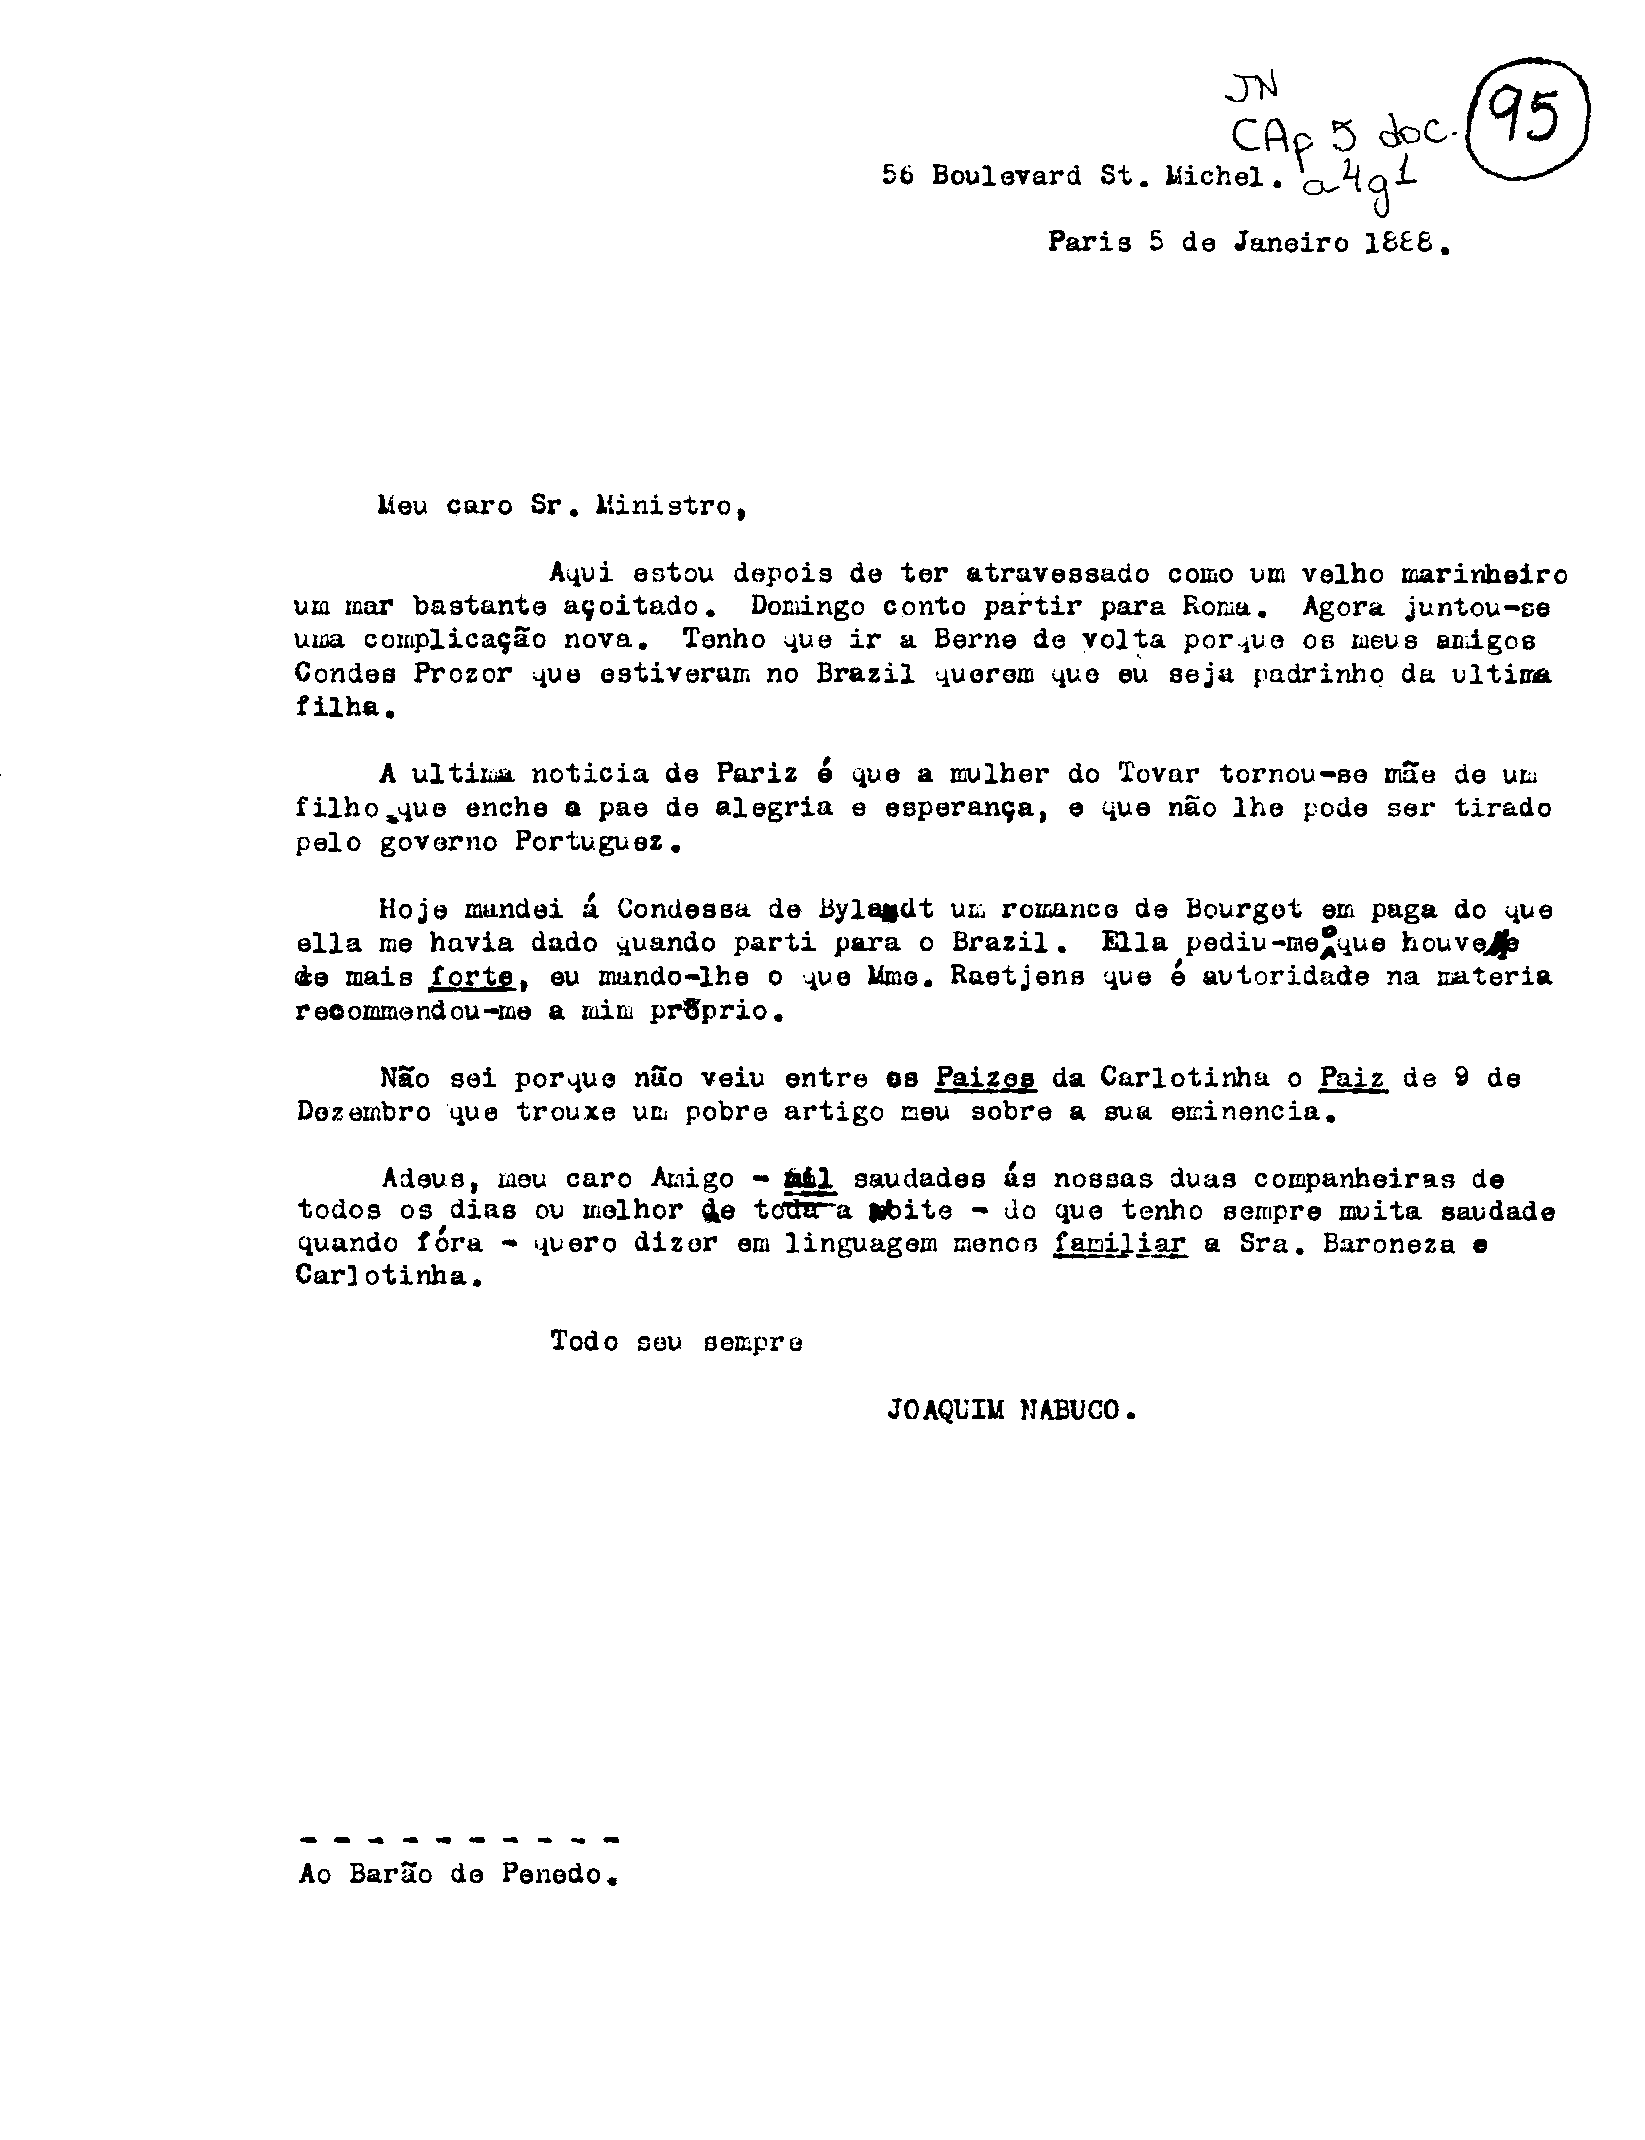 JN
CAp 5 doc. 95
56 Boulevard St. Michel. a4g1
Paris 5 de Janeiro 1888.
Meu caro Sr. Ministro,
Aqui estou depois de ter atravessado como um velho marinheiro
um mar bastante açoitado. Domingo conto partir para Roma. Agora juntou-se
uma complicação nova. Tenho que ir a Berne de volta porque os meus amigos
Condes Prozor que estiveram no Brazil querem que eu seja padrinho da ultima
filha.
A ultima noticia de Pariz é que a mulher do Tovar tornou-se mãe de um
filho que enche o pae de alegria e esperança, e que não lhe pode ser tirado
pelo governo Portuguez.
Hoje mandei á Condessa de Bylandt um romance de Bourget em paga do que
ella me havia dado quando parti para o Brazil. Ella pediu-me o que houvesse
de mais forte, eu mando-lhe o que Mme. Raetjens que é autoridade na materia
recommendou-me a mim próprio.
Não sei porque não veiu entre os Paizes da Carlotinha o Paiz de 9 de
Dezembro que trouxe um pobre artigo meu sobre a sua eminencia.
Adeus, meu caro Amigo - mil saudades ás nossas duas companheiras de
todos os dias ou melhor de toda a noite - do que tenho sempre muita saudade
quando fóra - quero dizer em linguagem menos familiar a Sra. Baroneza e
Carlotinha.
Todo seu sempre
JOAQUIM NABUCO.
- - - - - - - - - -
Ao Barão de Penedo.